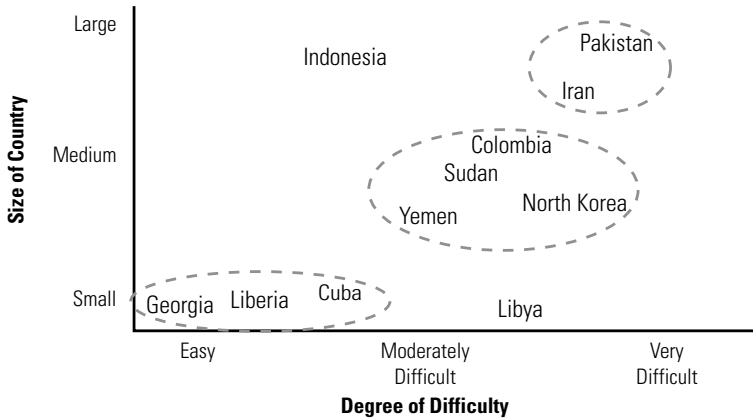 Large
Pakistan
Indonesia
Iran
Size of Country
Medium
Colombia
Sudan
North Korea
Yemen
Small
Georgia
Liberia
Cuba
Libya
Easy
Moderately
Difficult
Very
Difficult
Degree of Difficulty